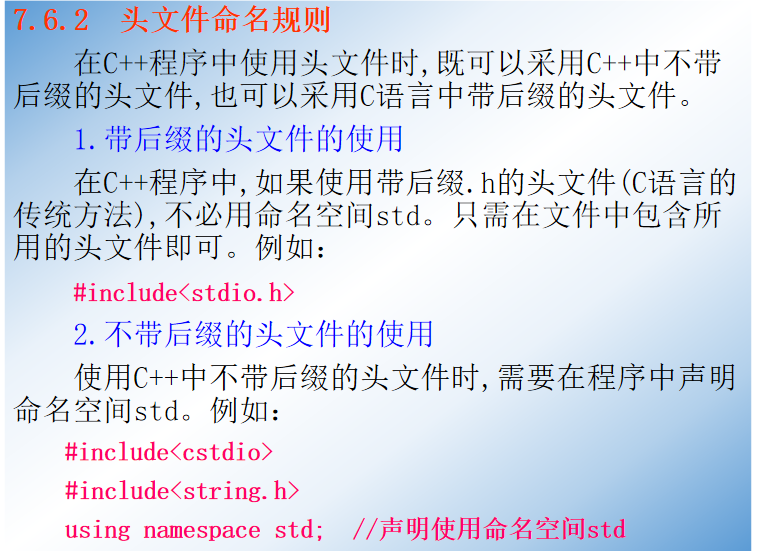 7.6.2 头文件命名规则
在C++程序中使用头文件时,既可以采用C++中不带
后缀的头文件,也可以采用C语言中带后缀的头文件。
1.带后缀的头文件的使用
在C++程序中,如果使用带后缀.h的头文件(C语言的
传统方法),不必用命名空间std。只需在文件中包含所
用的头文件即可。例如：
#include<stdio.h>
2.不带后缀的头文件的使用
使用C++中不带后缀的头文件时,需要在程序中声明
命名空间std。例如：
#include<cstdio>
#include<string.h>
using namespace std; //声明使用命名空间std